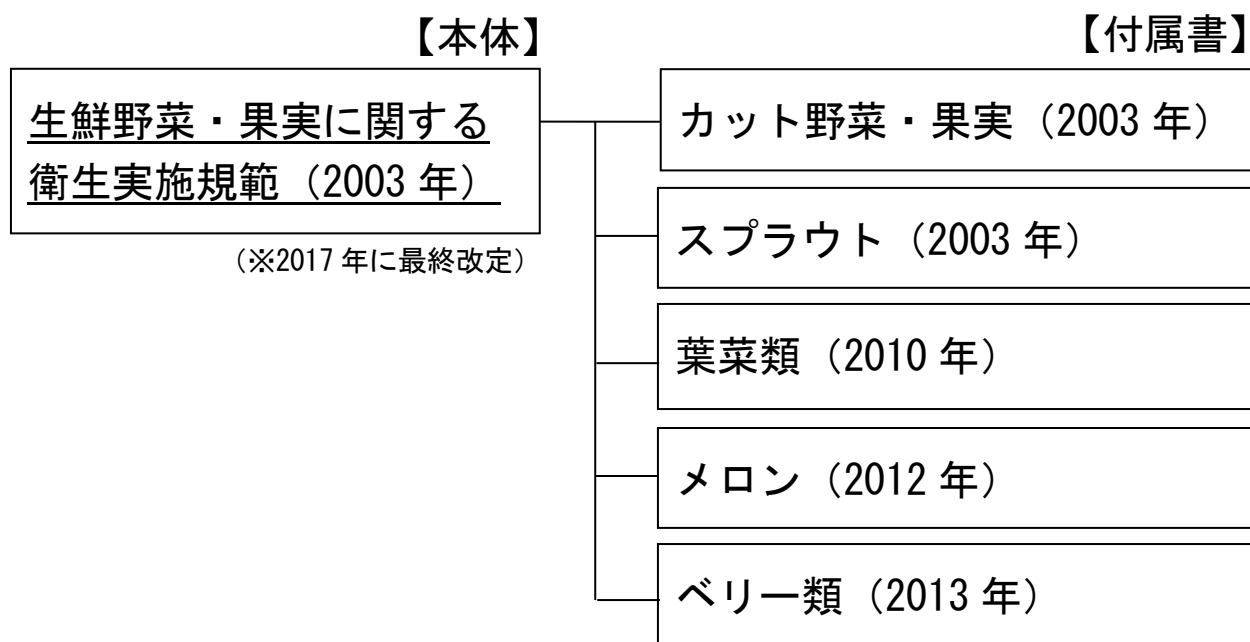 【本体】
生鮮野菜・果実に関する
衛生実施規範（2003 年）
（※2017 年に最終改定）
【付属書】
カット野菜・果実（2003 年）
スプラウト（2003 年）
葉菜類（2010 年）
メロン（2012 年）
ベリー類（2013 年）